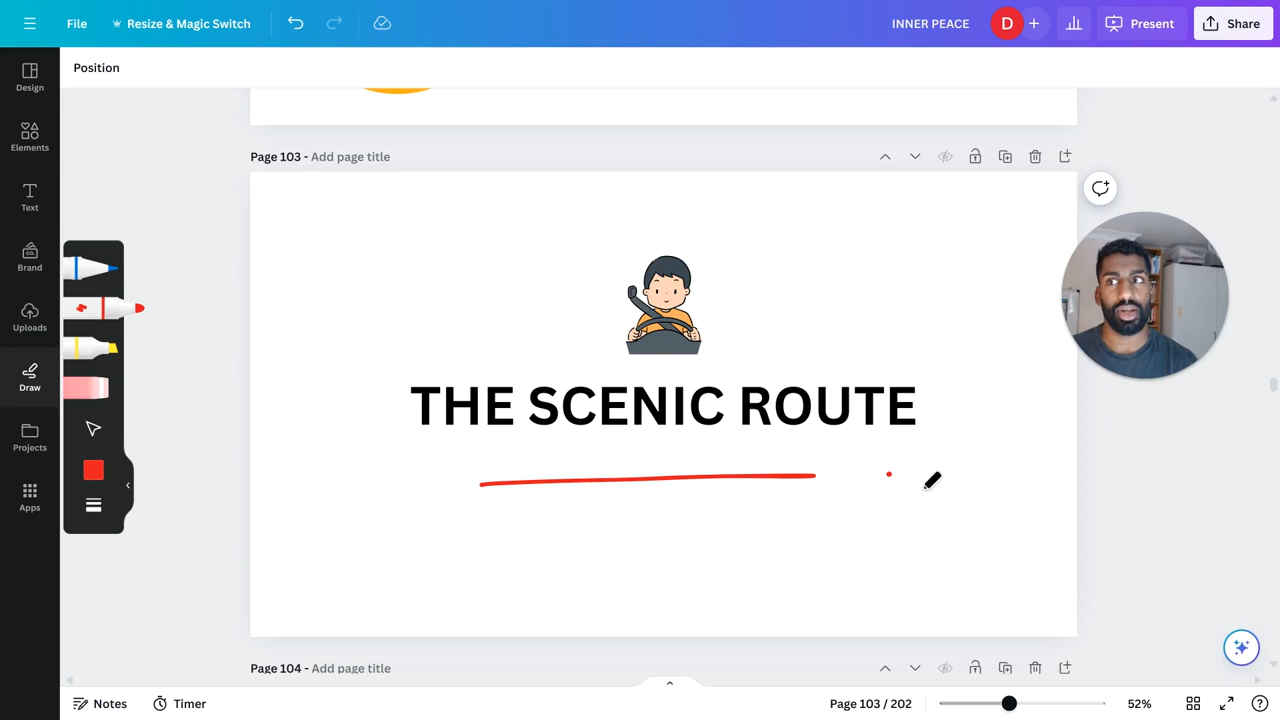 File
Resize & Magic Switch
INNER PEACE
D
Present
Share
Position
Design
Elements
Text
Brand
Uploads
Draw
Projects
Apps
Page 103 - Add page title
THE SCENIC ROUTE
Page 104 - Add page title
Notes
Timer
Page 103 / 202
52%